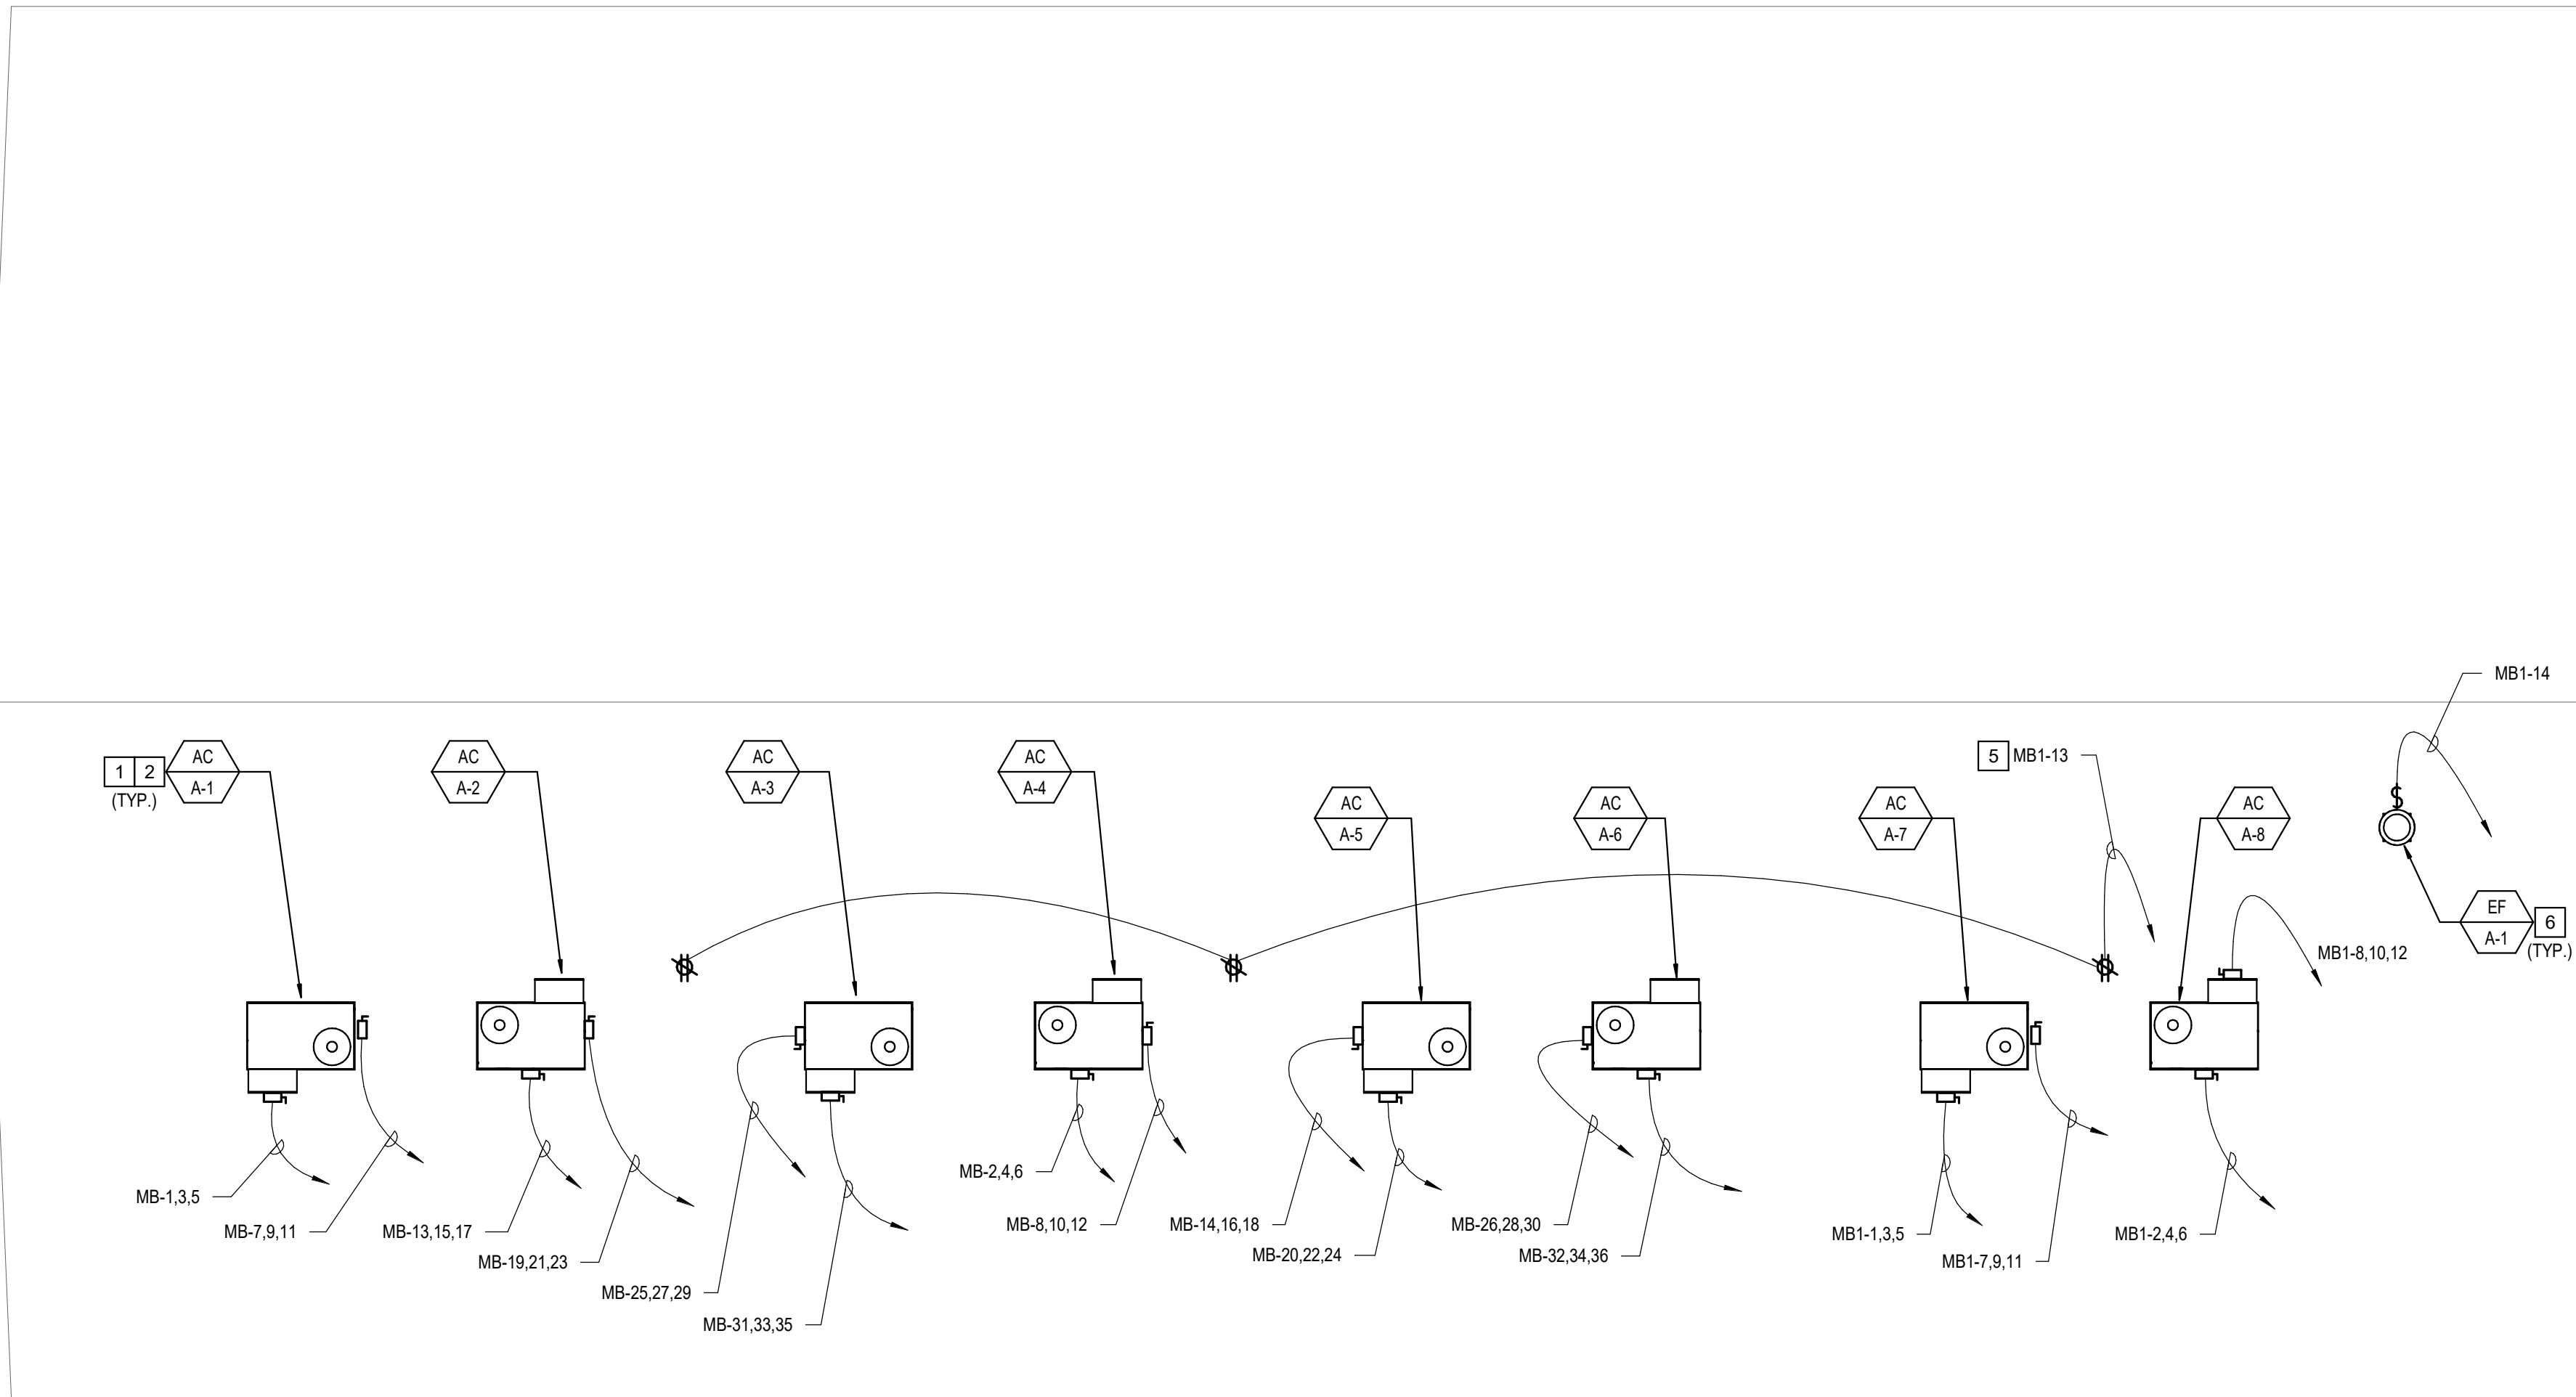 MB1-14
1 2
(TYP.)
AC
A-1
AC
A-2
AC
A-3
AC
A-4
AC
A-5
AC
A-6
AC
A-7
5 MB1-13
AC
A-8
$
EF
A-1
6
(TYP.)
MB1-8,10,12
MB-1,3,5
MB-7,9,11
MB-13,15,17
MB-19,21,23
MB-25,27,29
MB-31,33,35
MB-2,4,6
MB-8,10,12
MB-14,16,18
MB-20,22,24
MB-26,28,30
MB-32,34,36
MB1-1,3,5
MB1-7,9,11
MB1-2,4,6